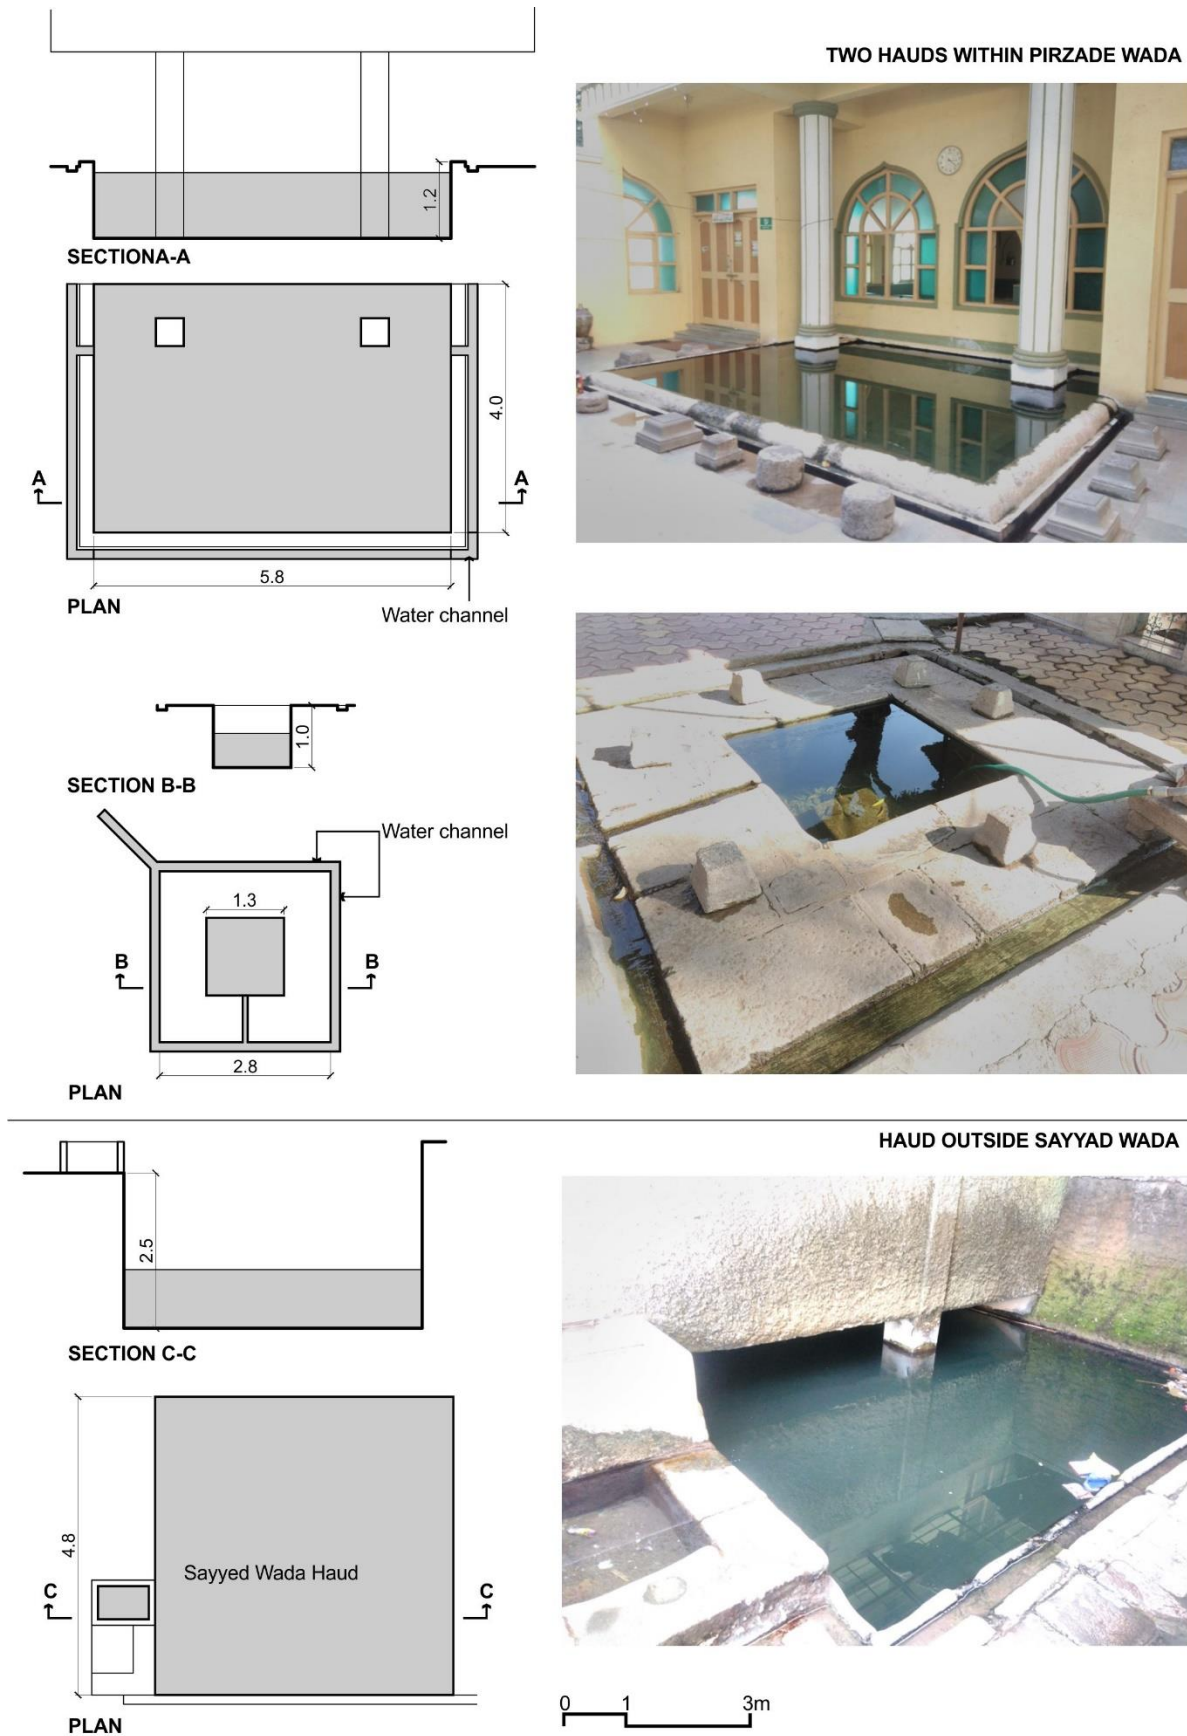 TWO HAUDS WITHIN PIRZADE WADA
1.2
SECTIONA-A
4.0
A A
5.8
PLAN
Water channel
1.0
SECTION B-B
Water channel
1.3
B B
2.8
PLAN
HAUD OUTSIDE SAYYAD WADA
2.5
SECTION C-C
4.8
Sayyed Wada Haud
C C
0 1 3m
PLAN